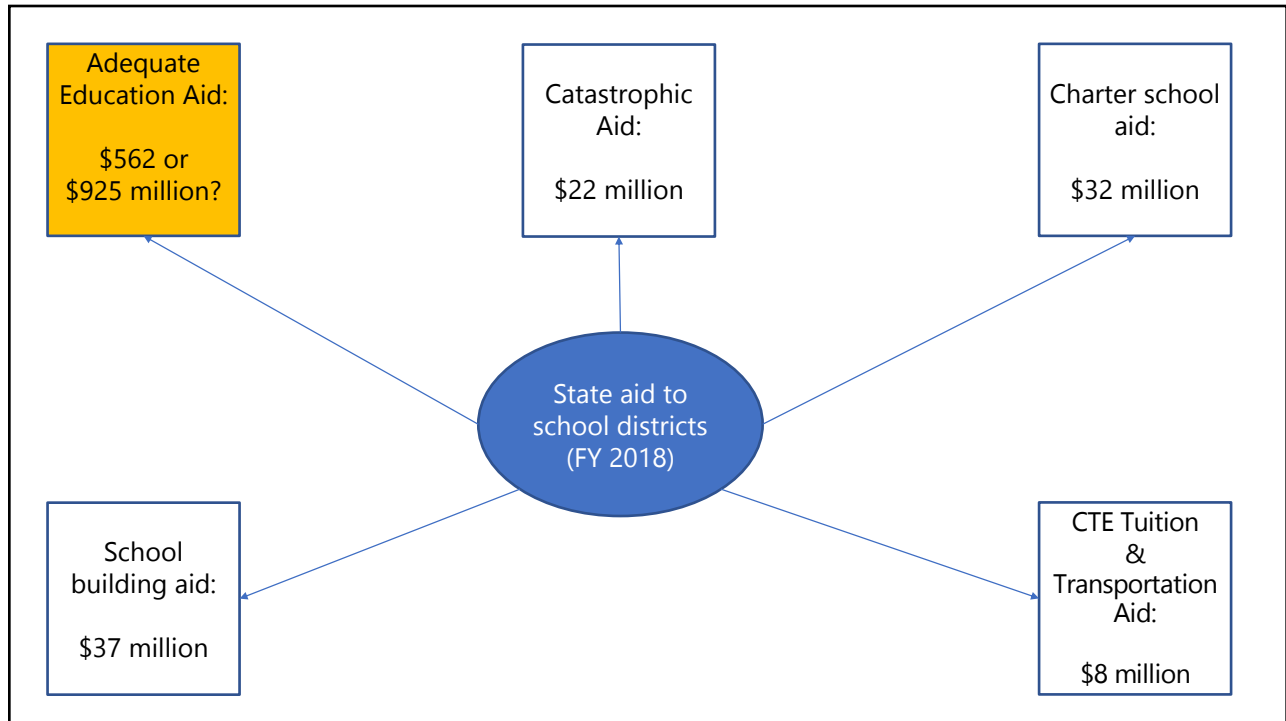 Adequate
Education Aid:
$562 or
$925 million?
Catastrophic
Aid:
$22 million
Charter school
aid:
$32 million
State aid to
school districts
(FY 2018)
School
building aid:
$37 million
CTE Tuition
&
Transportation
Aid:
$8 million